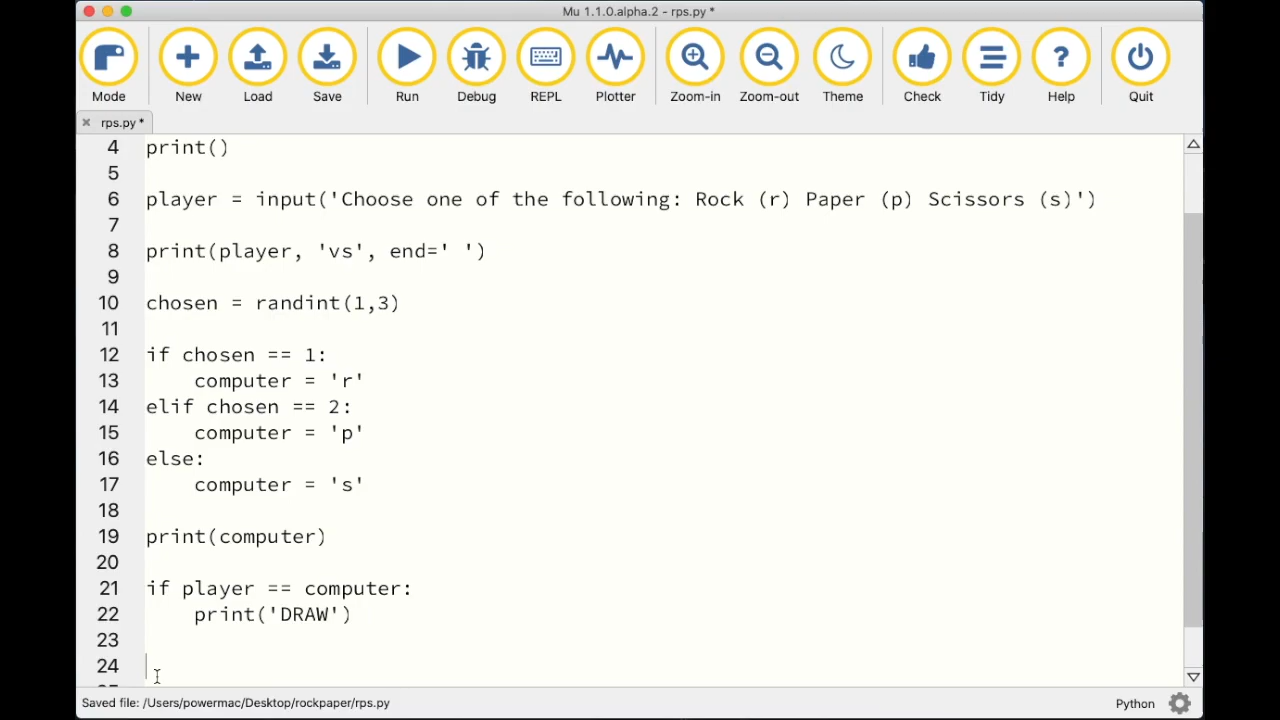 Mu 1.1.0.alpha.2 - rps.py *
Mode New Load Save Run Debug REPL Plotter Zoom-in Zoom-out Theme Check Tidy Help Quit
rps.py *
4 print()
5
6 player = input('Choose one of the following: Rock (r) Paper (p) Scissors (s)')
7
8 print(player, 'vs', end=' ')
9
10 chosen = randint(1,3)
11
12 if chosen == 1:
13     computer = 'r'
14 elif chosen == 2:
15     computer = 'p'
16 else:
17     computer = 's'
18
19 print(computer)
20
21 if player == computer:
22     print('DRAW')
23
24
Saved file: /Users/powermac/Desktop/rockpaper/rps.py
Python